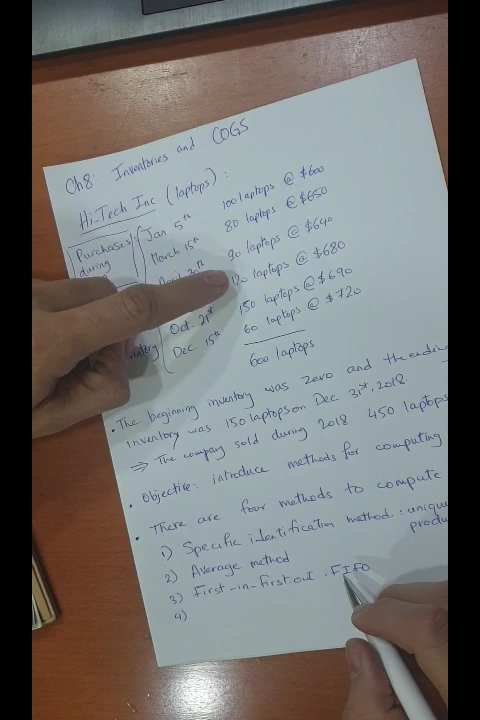 Ch8: Inventories and COGS
Hi-Tech Inc (laptops):
Purchases during
Jan 5th 100 laptops @ $600
March 15th 80 laptops @ $650
April 30th 90 laptops @ $640
120 laptops @ $680
Oct. 21st 150 laptops @ $690
Dec 15th 60 laptops @ $720
600 laptops
• The beginning inventory was zero and the ending
inventory was 150 laptops on Dec 31st, 2018.
⇒ The company sold during 2018 450 laptops
• Objective: introduce methods for computing
• There are four methods to compute
1) Specific identification method: unique
produ
2) Average method
3) First-in-first-out: FIFO
4)